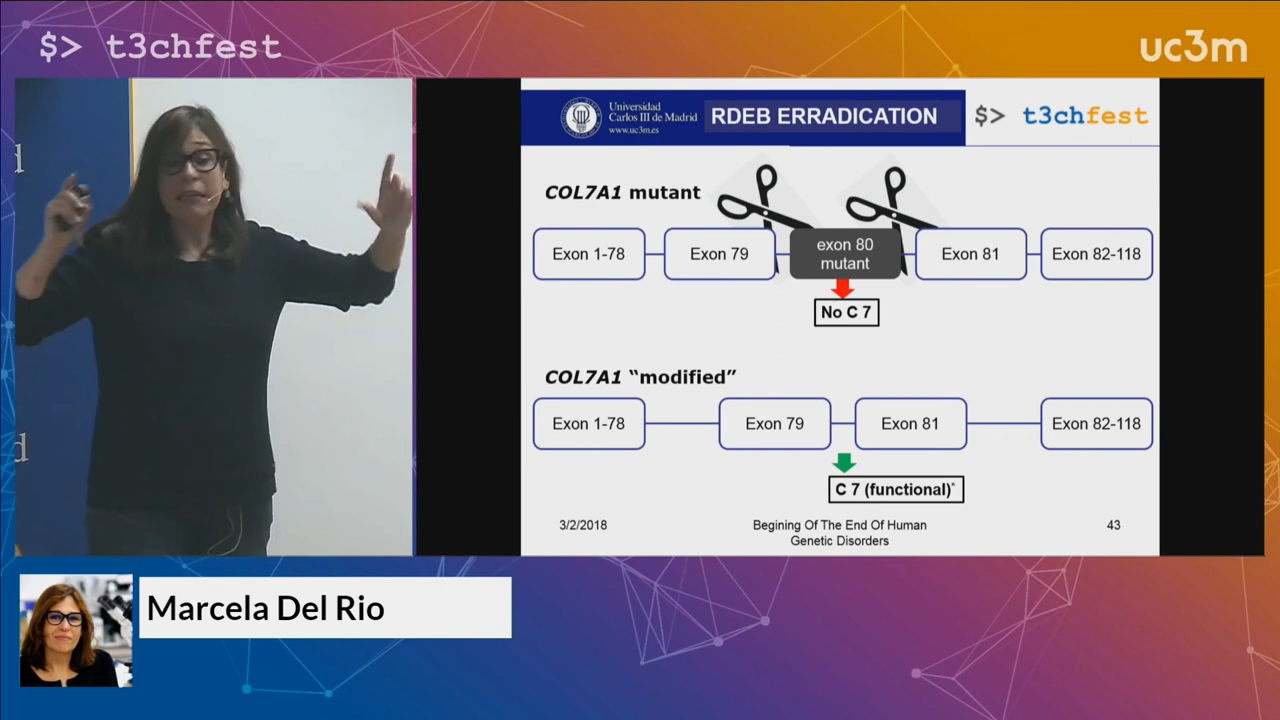 $> t3chfest
uc3m
d
d
Universidad
Carlos III de Madrid
www.uc3m.es
RDEB ERRADICATION
$> t3chfest
COL7A1 mutant
Exon 1-78
Exon 79
exon 80
mutant
Exon 81
Exon 82-118
No C 7
COL7A1 “modified”
Exon 1-78
Exon 79
Exon 81
Exon 82-118
C 7 (functional)*
3/2/2018
Begining Of The End Of Human
Genetic Disorders
43
Marcela Del Rio